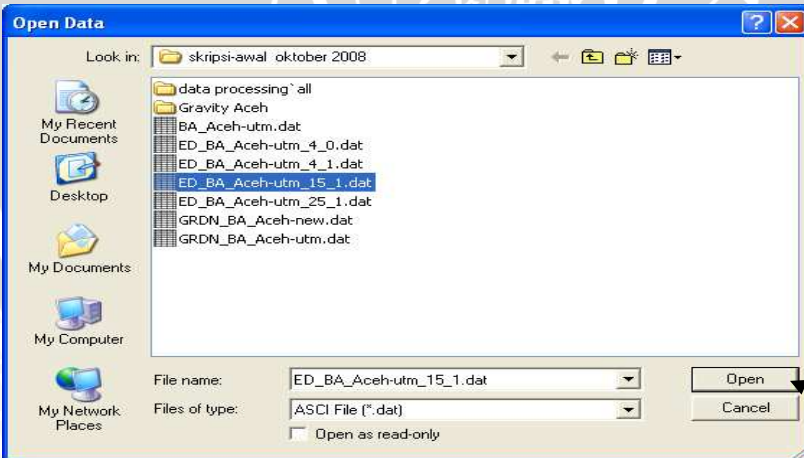 Open Data
Look in:
skripsi-awal oktober 2008
My Recent
Documents
Desktop
My Documents
My Computer
My Network
Places
data processing`all
Gravity Aceh
BA_Aceh-utm.dat
ED_BA_Aceh-utm_4_0.dat
ED_BA_Aceh-utm_4_1.dat
ED_BA_Aceh-utm_15_1.dat
ED_BA_Aceh-utm_25_1.dat
GRDN_BA_Aceh-new.dat
GRDN_BA_Aceh-utm.dat
File name:
ED_BA_Aceh-utm_15_1.dat
Open
Files of type:
ASCI File (*.dat)
Cancel
Open as read-only